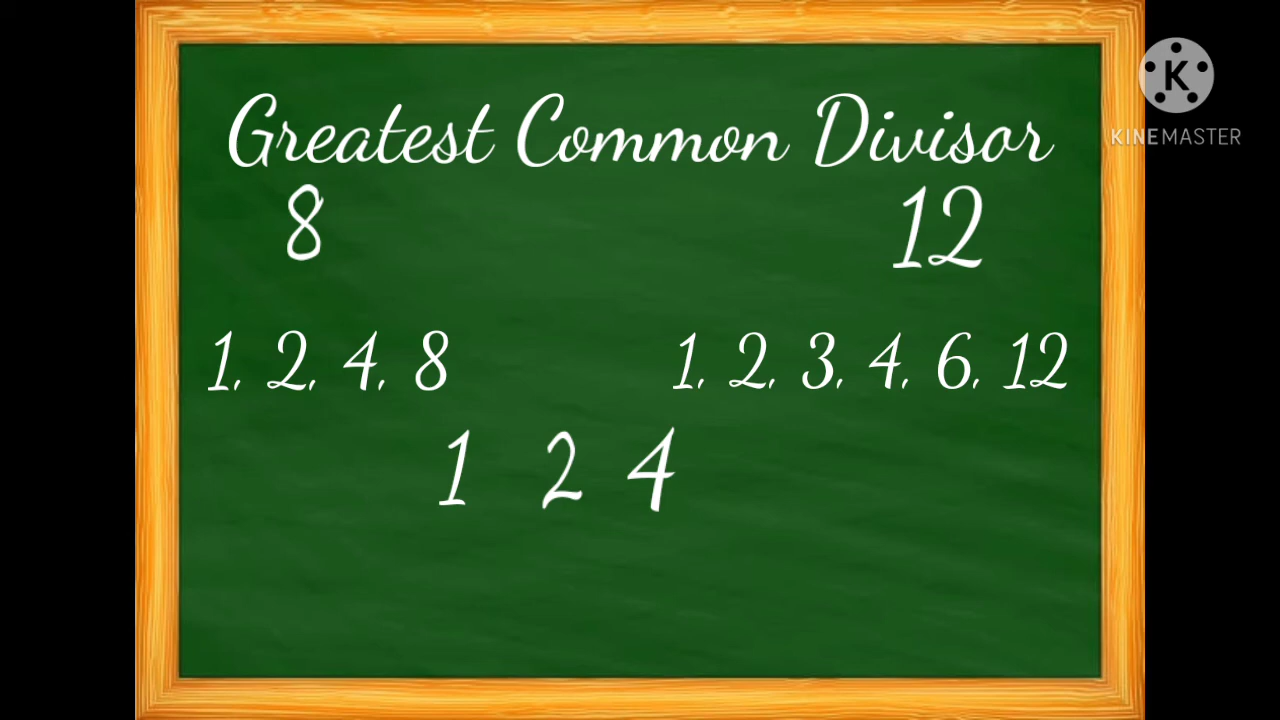 Greatest Common Divisor
8 12
1, 2, 4, 8 1, 2, 3, 4, 6, 12
1 2 4
K
KINEMASTER